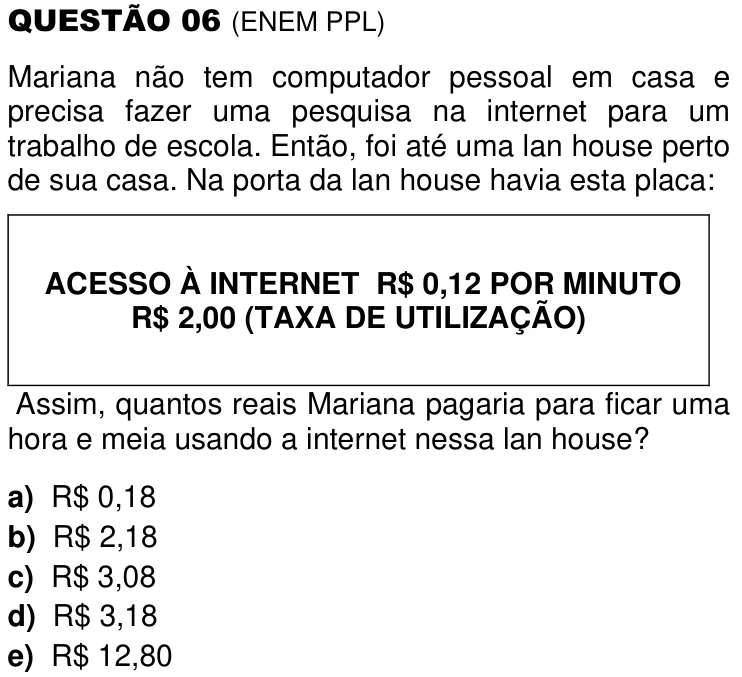 QUESTÃO 06 (ENEM PPL)
Mariana não tem computador pessoal em casa e
precisa fazer uma pesquisa na internet para um
trabalho de escola. Então, foi até uma lan house perto
de sua casa. Na porta da lan house havia esta placa:
ACESSO À INTERNET R$ 0,12 POR MINUTO
R$ 2,00 (TAXA DE UTILIZAÇÃO)
Assim, quantos reais Mariana pagaria para ficar uma
hora e meia usando a internet nessa lan house?
a) R$ 0,18
b) R$ 2,18
c) R$ 3,08
d) R$ 3,18
e) R$ 12,80